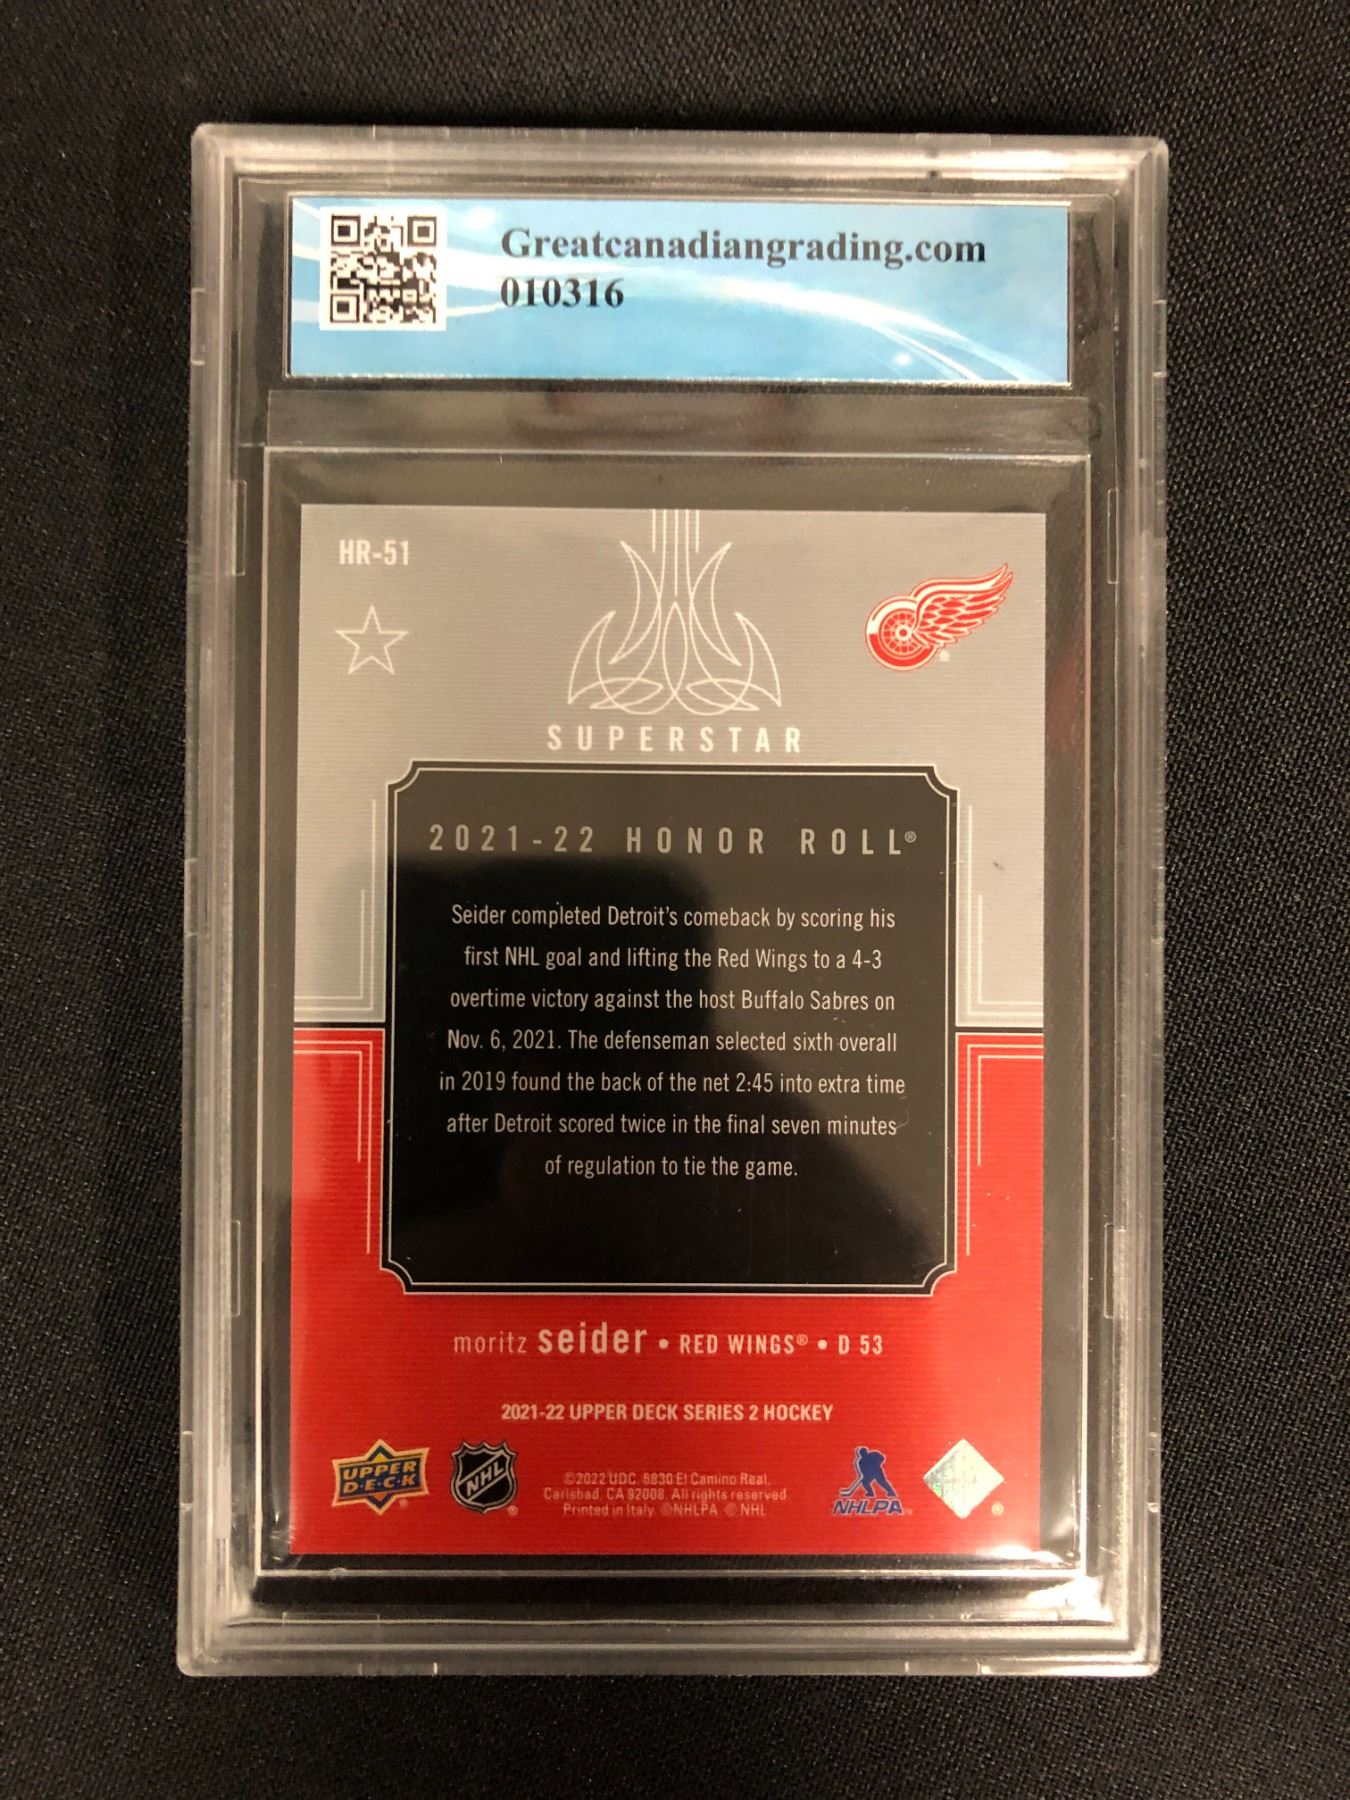 Greatcanadiangrading.com
010316
HR-51
SUPERSTAR
2021-22 HONOR ROLL®
Seider completed Detroit's comeback by scoring his
first NHL goal and lifting the Red Wings to a 4-3
overtime victory against the host Buffalo Sabres on
Nov. 6, 2021. The defenseman selected sixth overall
in 2019 found the back of the net 2:45 into extra time
after Detroit scored twice in the final seven minutes
of regulation to tie the game.
moritz seider • RED WINGS® • D 53
2021-22 UPPER DECK SERIES 2 HOCKEY
UPPER
D·E·C·K
NHL
©2022 UDC. 5830 El Camino Real,
Carlsbad, CA 92008. All rights reserved.
Printed in Italy. ©NHLPA. © NHL.
NHLPA